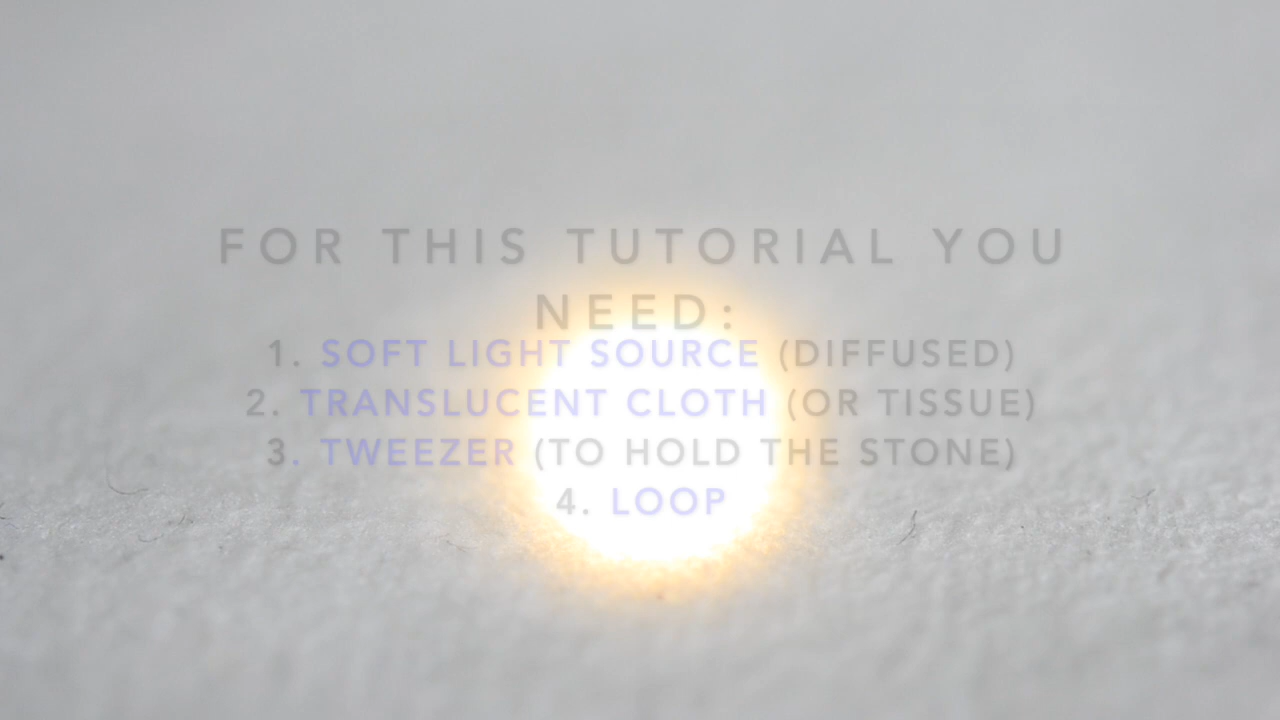 FOR THIS TUTORIAL YOU
NEED:
1. SOFT LIGHT SOURCE (DIFFUSED)
2. TRANSLUCENT CLOTH (OR TISSUE)
3. TWEEZER (TO HOLD THE STONE)
4. LOOP